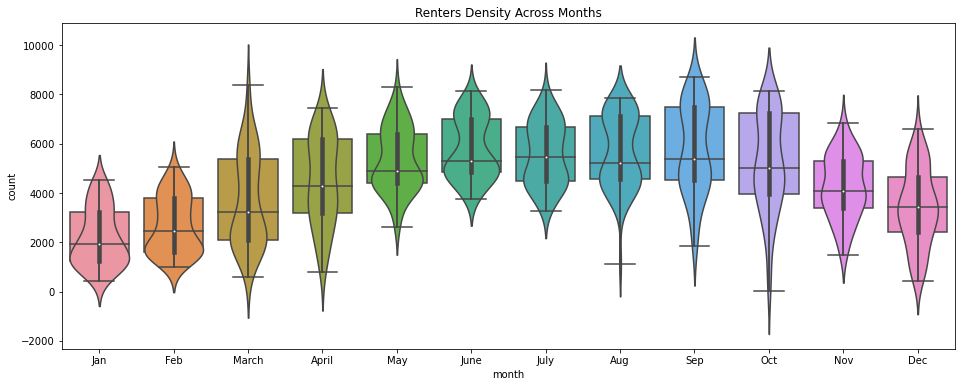 Renters Density Across Months
count
10000
8000
6000
4000
2000
0
−2000
Jan Feb March April May June July Aug Sep Oct Nov Dec
month